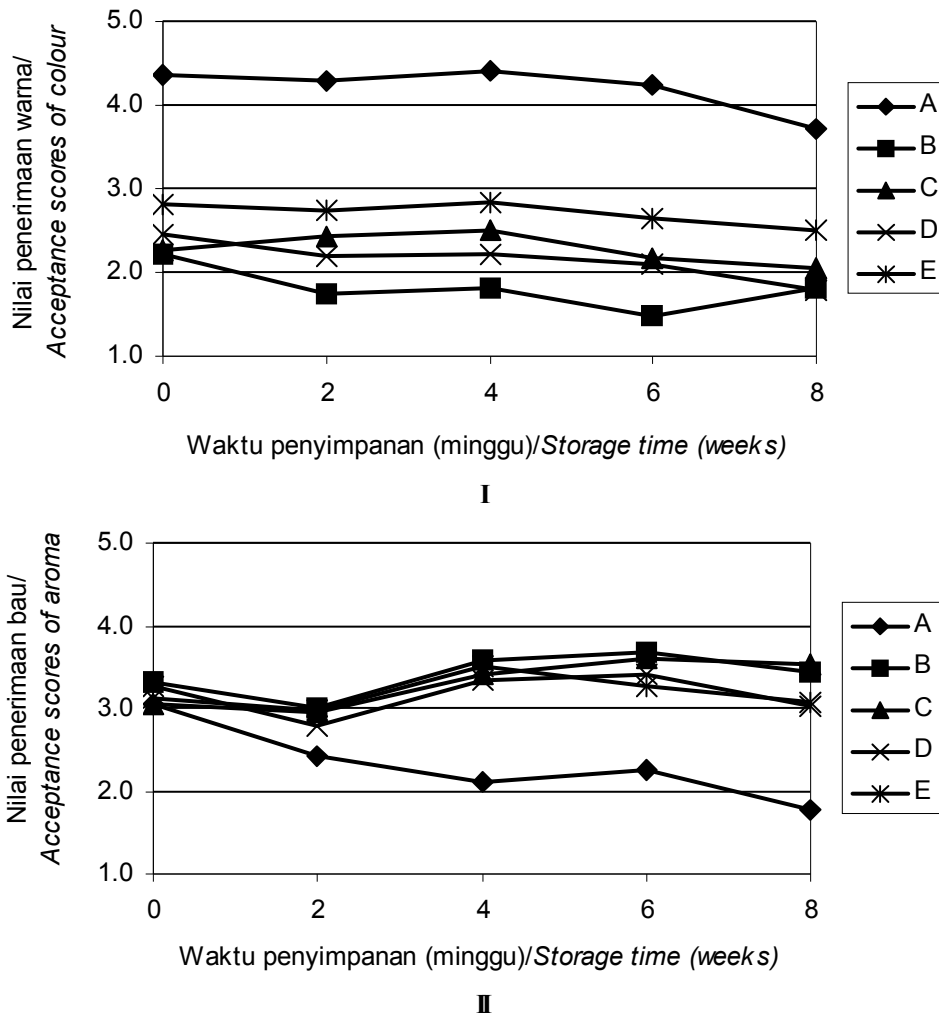 5.0
4.0
3.0
2.0
1.0
Nilai penerimaan warna/
Acceptance scores of colour
0 2 4 6 8
Waktu penyimpanan (minggu)/Storage time (weeks)
A
B
C
D
E
I
5.0
4.0
3.0
2.0
1.0
Nilai penerimaan bau/
Acceptance scores of aroma
0 2 4 6 8
Waktu penyimpanan (minggu)/Storage time (weeks)
A
B
C
D
E
II